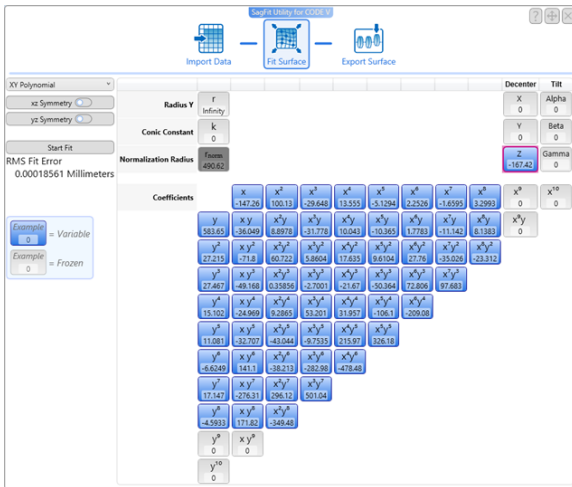 SagFit Utility for CODE V
Import Data
Fit Surface
Export Surface
XY Polynomial
Decenter Tilt
xz Symmetry
Radius Y r Infinity X 0 Alpha 0
yz Symmetry
Conic Constant k 0 Y 0 Beta 0
Start Fit
RMS Fit Error
0.00018561 Millimeters
Normalization Radius rnorm 490.62 Z -167.42 Gamma 0
Coefficients x -147.26 x² 100.13 x³ -29.648 x⁴ 13.555 x⁵ -5.1294 x⁶ 2.2526 x⁷ -1.6595 x⁸ 3.2993 x⁹ 0 x¹⁰ 0
Example 0 = Variable
Example 0 = Frozen
y 583.65 x y -36.049 x²y 8.8978 x³y -31.778 x⁴y 10.043 x⁵y -10.365 x⁶y 1.7783 x⁷y -11.142 x⁸y 8.1383 x⁹y 0
y² 27.215 x y² -71.8 x²y² 60.722 x³y² 5.8604 x⁴y² 17.635 x⁵y² 9.6104 x⁶y² 27.76 x⁷y² -35.026 x⁸y² -23.312
y³ 27.467 x y³ -49.168 x²y³ 0.35856 x³y³ -2.7001 x⁴y³ -21.67 x⁵y³ -50.364 x⁶y³ 72.806 x⁷y³ 97.683
y⁴ 15.102 x y⁴ -24.969 x²y⁴ 9.2865 x³y⁴ 53.201 x⁴y⁴ 31.957 x⁵y⁴ -106.1 x⁶y⁴ -209.08
y⁵ 11.081 x y⁵ -32.707 x²y⁵ -43.044 x³y⁵ -9.7535 x⁴y⁵ 215.97 x⁵y⁵ 326.18
y⁶ -6.6249 x y⁶ 141.1 x²y⁶ -38.213 x³y⁶ -282.98 x⁴y⁶ -478.48
y⁷ 17.147 x y⁷ -276.31 x²y⁷ 296.12 x³y⁷ 501.04
y⁸ -4.5933 x y⁸ 171.82 x²y⁸ -349.48
y⁹ 0 x y⁹ 0
y¹⁰ 0